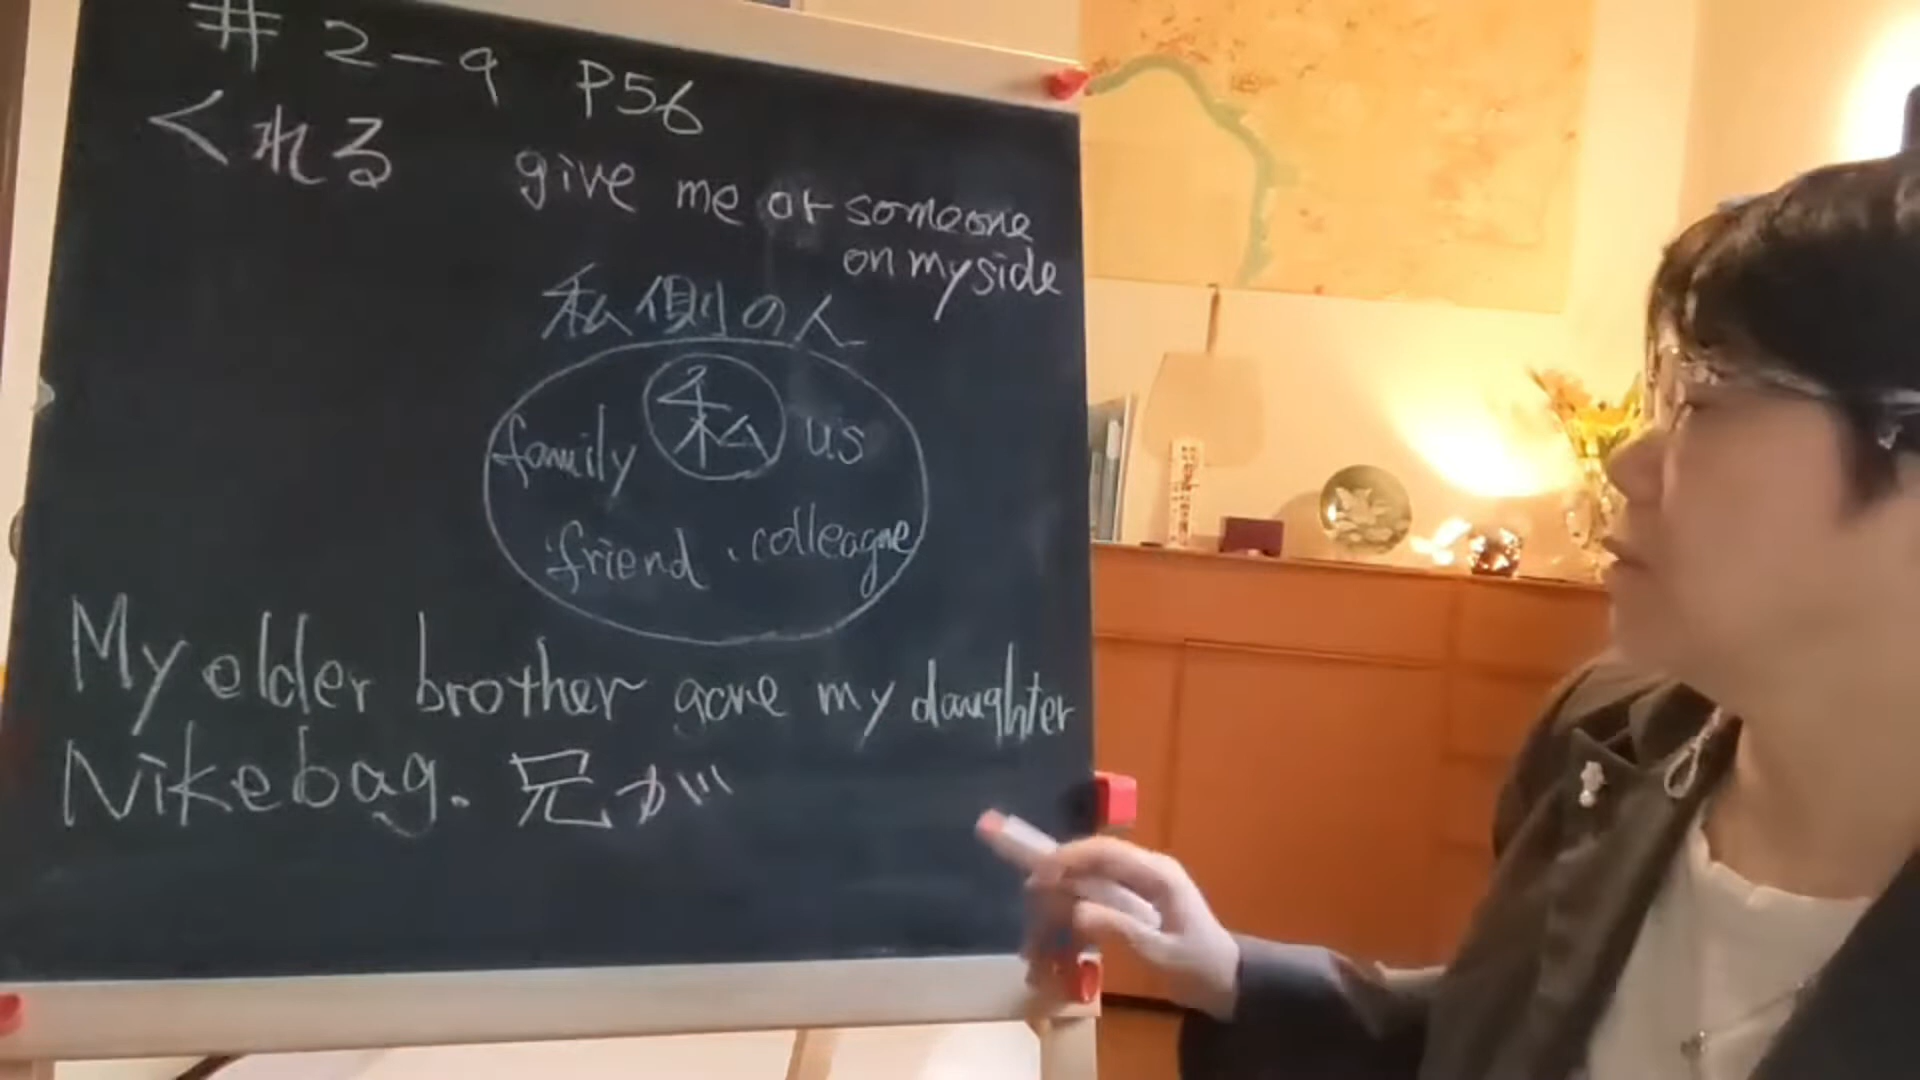 #2-9 P56
くれる give me or someone
on my side
私側の人
私
family us
・friend ・colleague
My older brother gave my daughter
Nike bag. 兄が